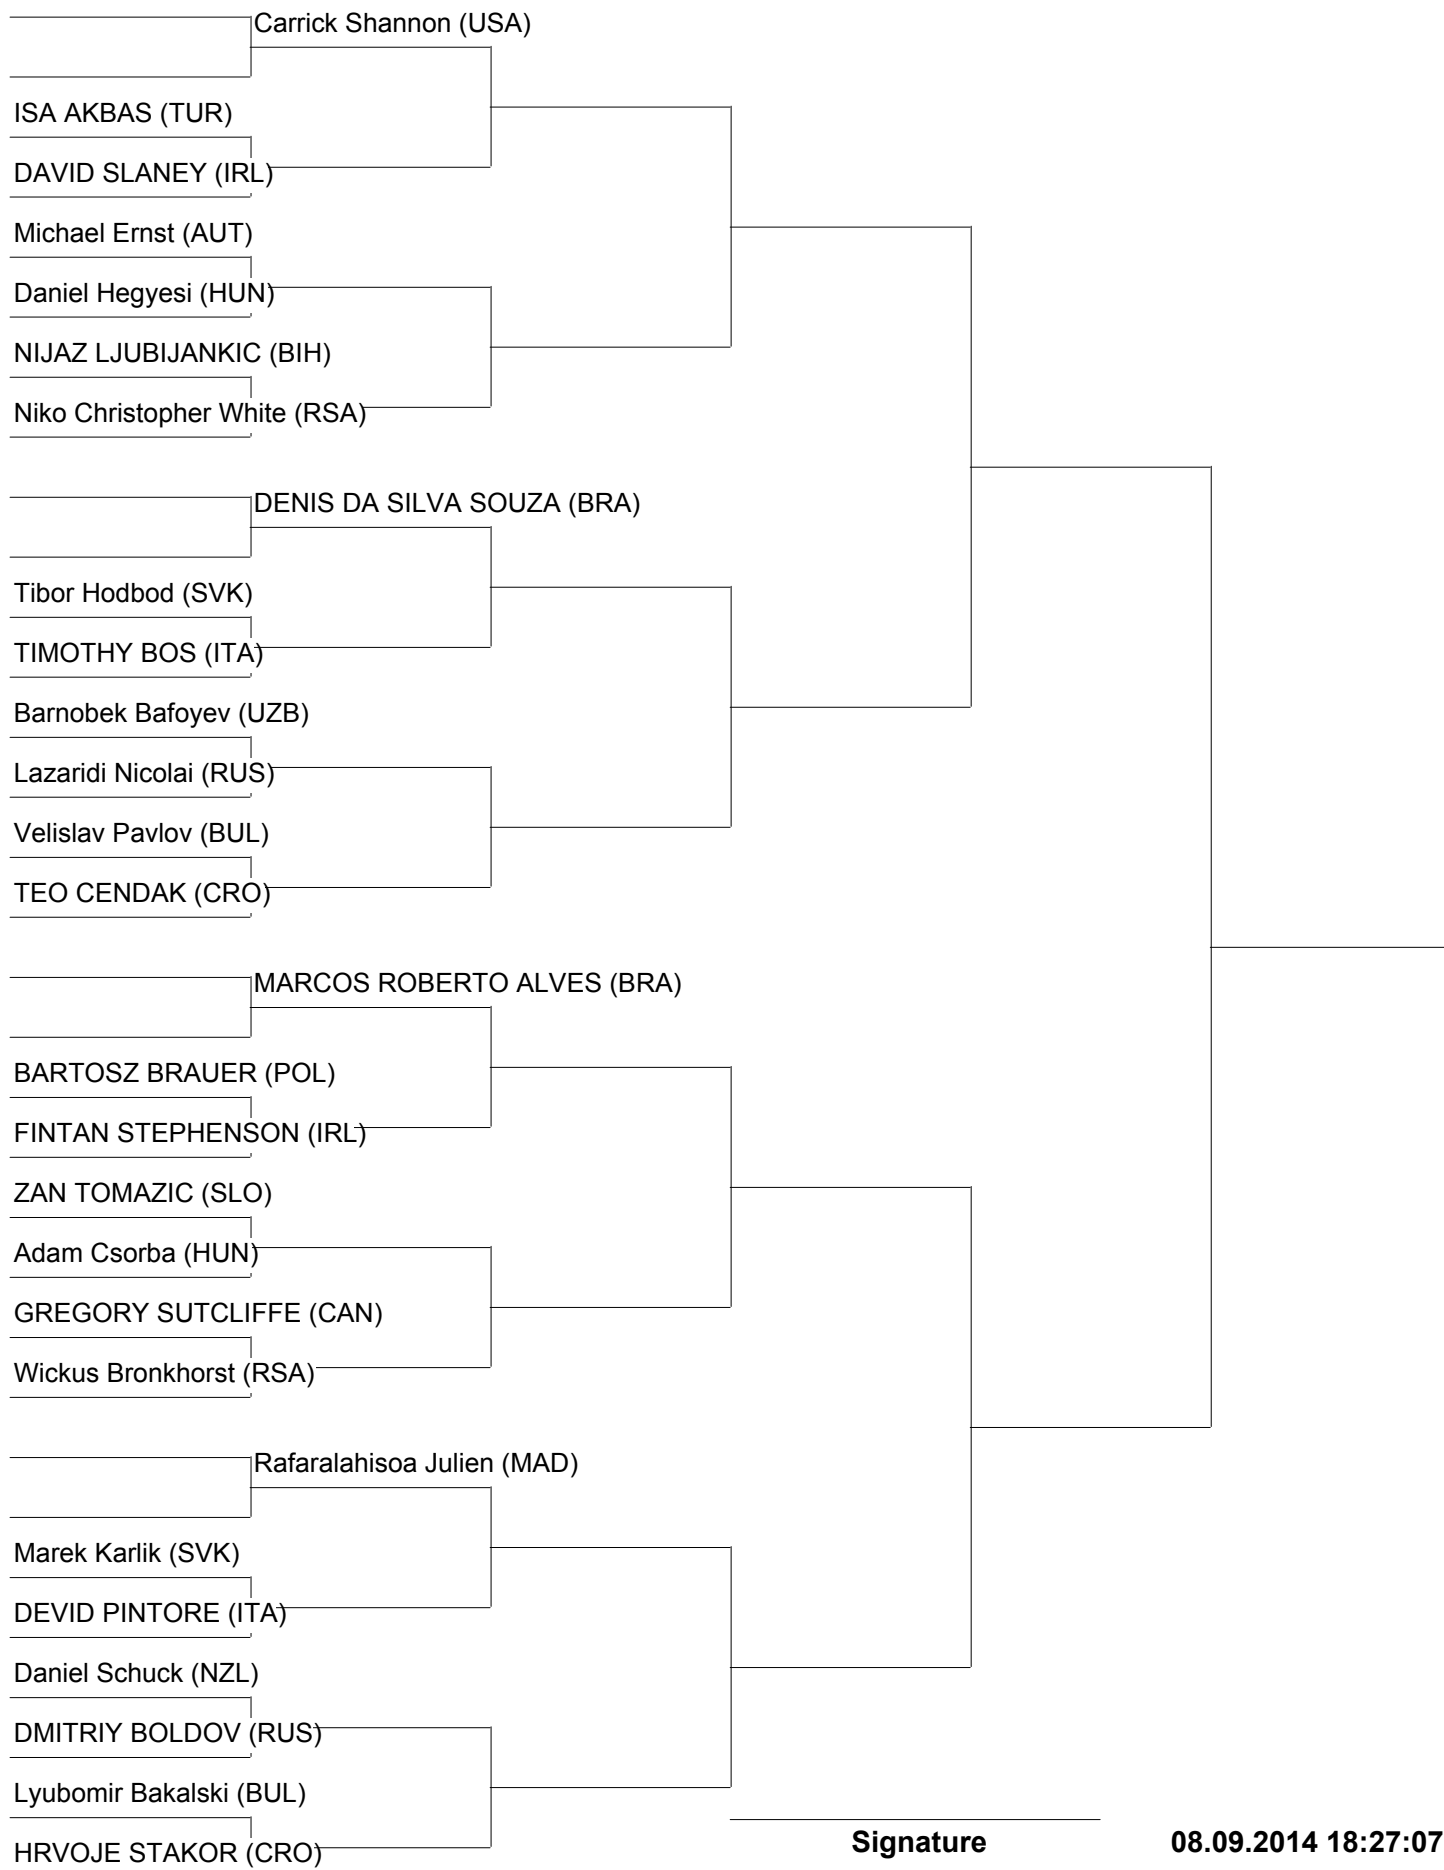 Carrick Shannon (USA)
ISA AKBAS (TUR)
DAVID SLANEY (IRL)
Michael Ernst (AUT)
Daniel Hegyesi (HUN)
NIJAZ LJUBIJANKIC (BIH)
Niko Christopher White (RSA)
DENIS DA SILVA SOUZA (BRA)
Tibor Hodbod (SVK)
TIMOTHY BOS (ITA)
Barnobek Bafoyev (UZB)
Lazaridi Nicolai (RUS)
Velislav Pavlov (BUL)
TEO CENDAK (CRO)
MARCOS ROBERTO ALVES (BRA)
BARTOSZ BRAUER (POL)
FINTAN STEPHENSON (IRL)
ZAN TOMAZIC (SLO)
Adam Csorba (HUN)
GREGORY SUTCLIFFE (CAN)
Wickus Bronkhorst (RSA)
Rafaralahisoa Julien (MAD)
Marek Karlik (SVK)
DEVID PINTORE (ITA)
Daniel Schuck (NZL)
DMITRIY BOLDOV (RUS)
Lyubomir Bakalski (BUL)
HRVOJE STAKOR (CRO)
Signature 08.09.2014 18:27:07